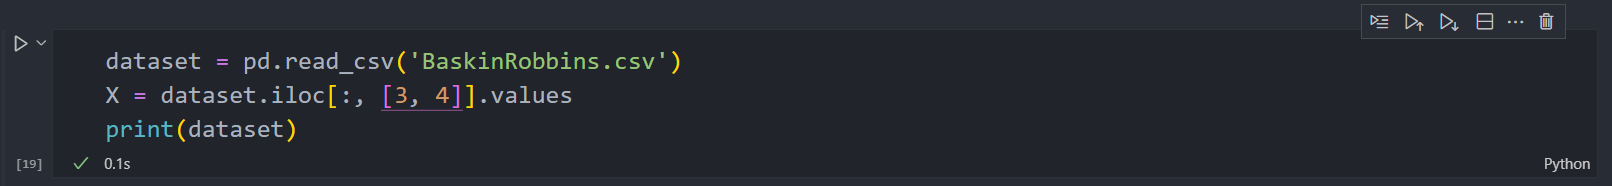 dataset = pd.read_csv('BaskinRobbins.csv')
X = dataset.iloc[:, [3, 4]].values
print(dataset)
[19] 0.1s Python